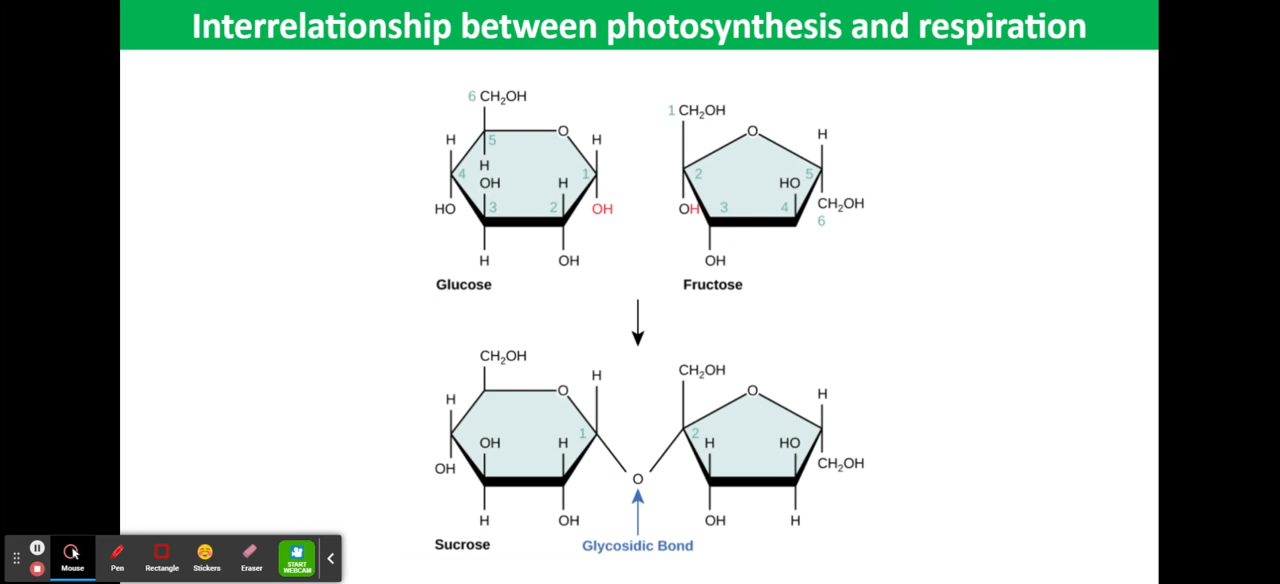 Interrelationship between photosynthesis and respiration
6 CH₂OH
1 CH₂OH
O
O
H
H
H
5
H
4
1
2
5
OH
H
HO
HO
3
2
OH
OH
3
4
CH₂OH
6
H
OH
OH
Glucose
Fructose
CH₂OH
CH₂OH
H
O
O
H
H
1
2
OH
H
H
HO
OH
CH₂OH
O
H
OH
OH
H
Sucrose
Glycosidic Bond
Mouse
Pen
Rectangle
Stickers
Eraser
START
WEBCAM